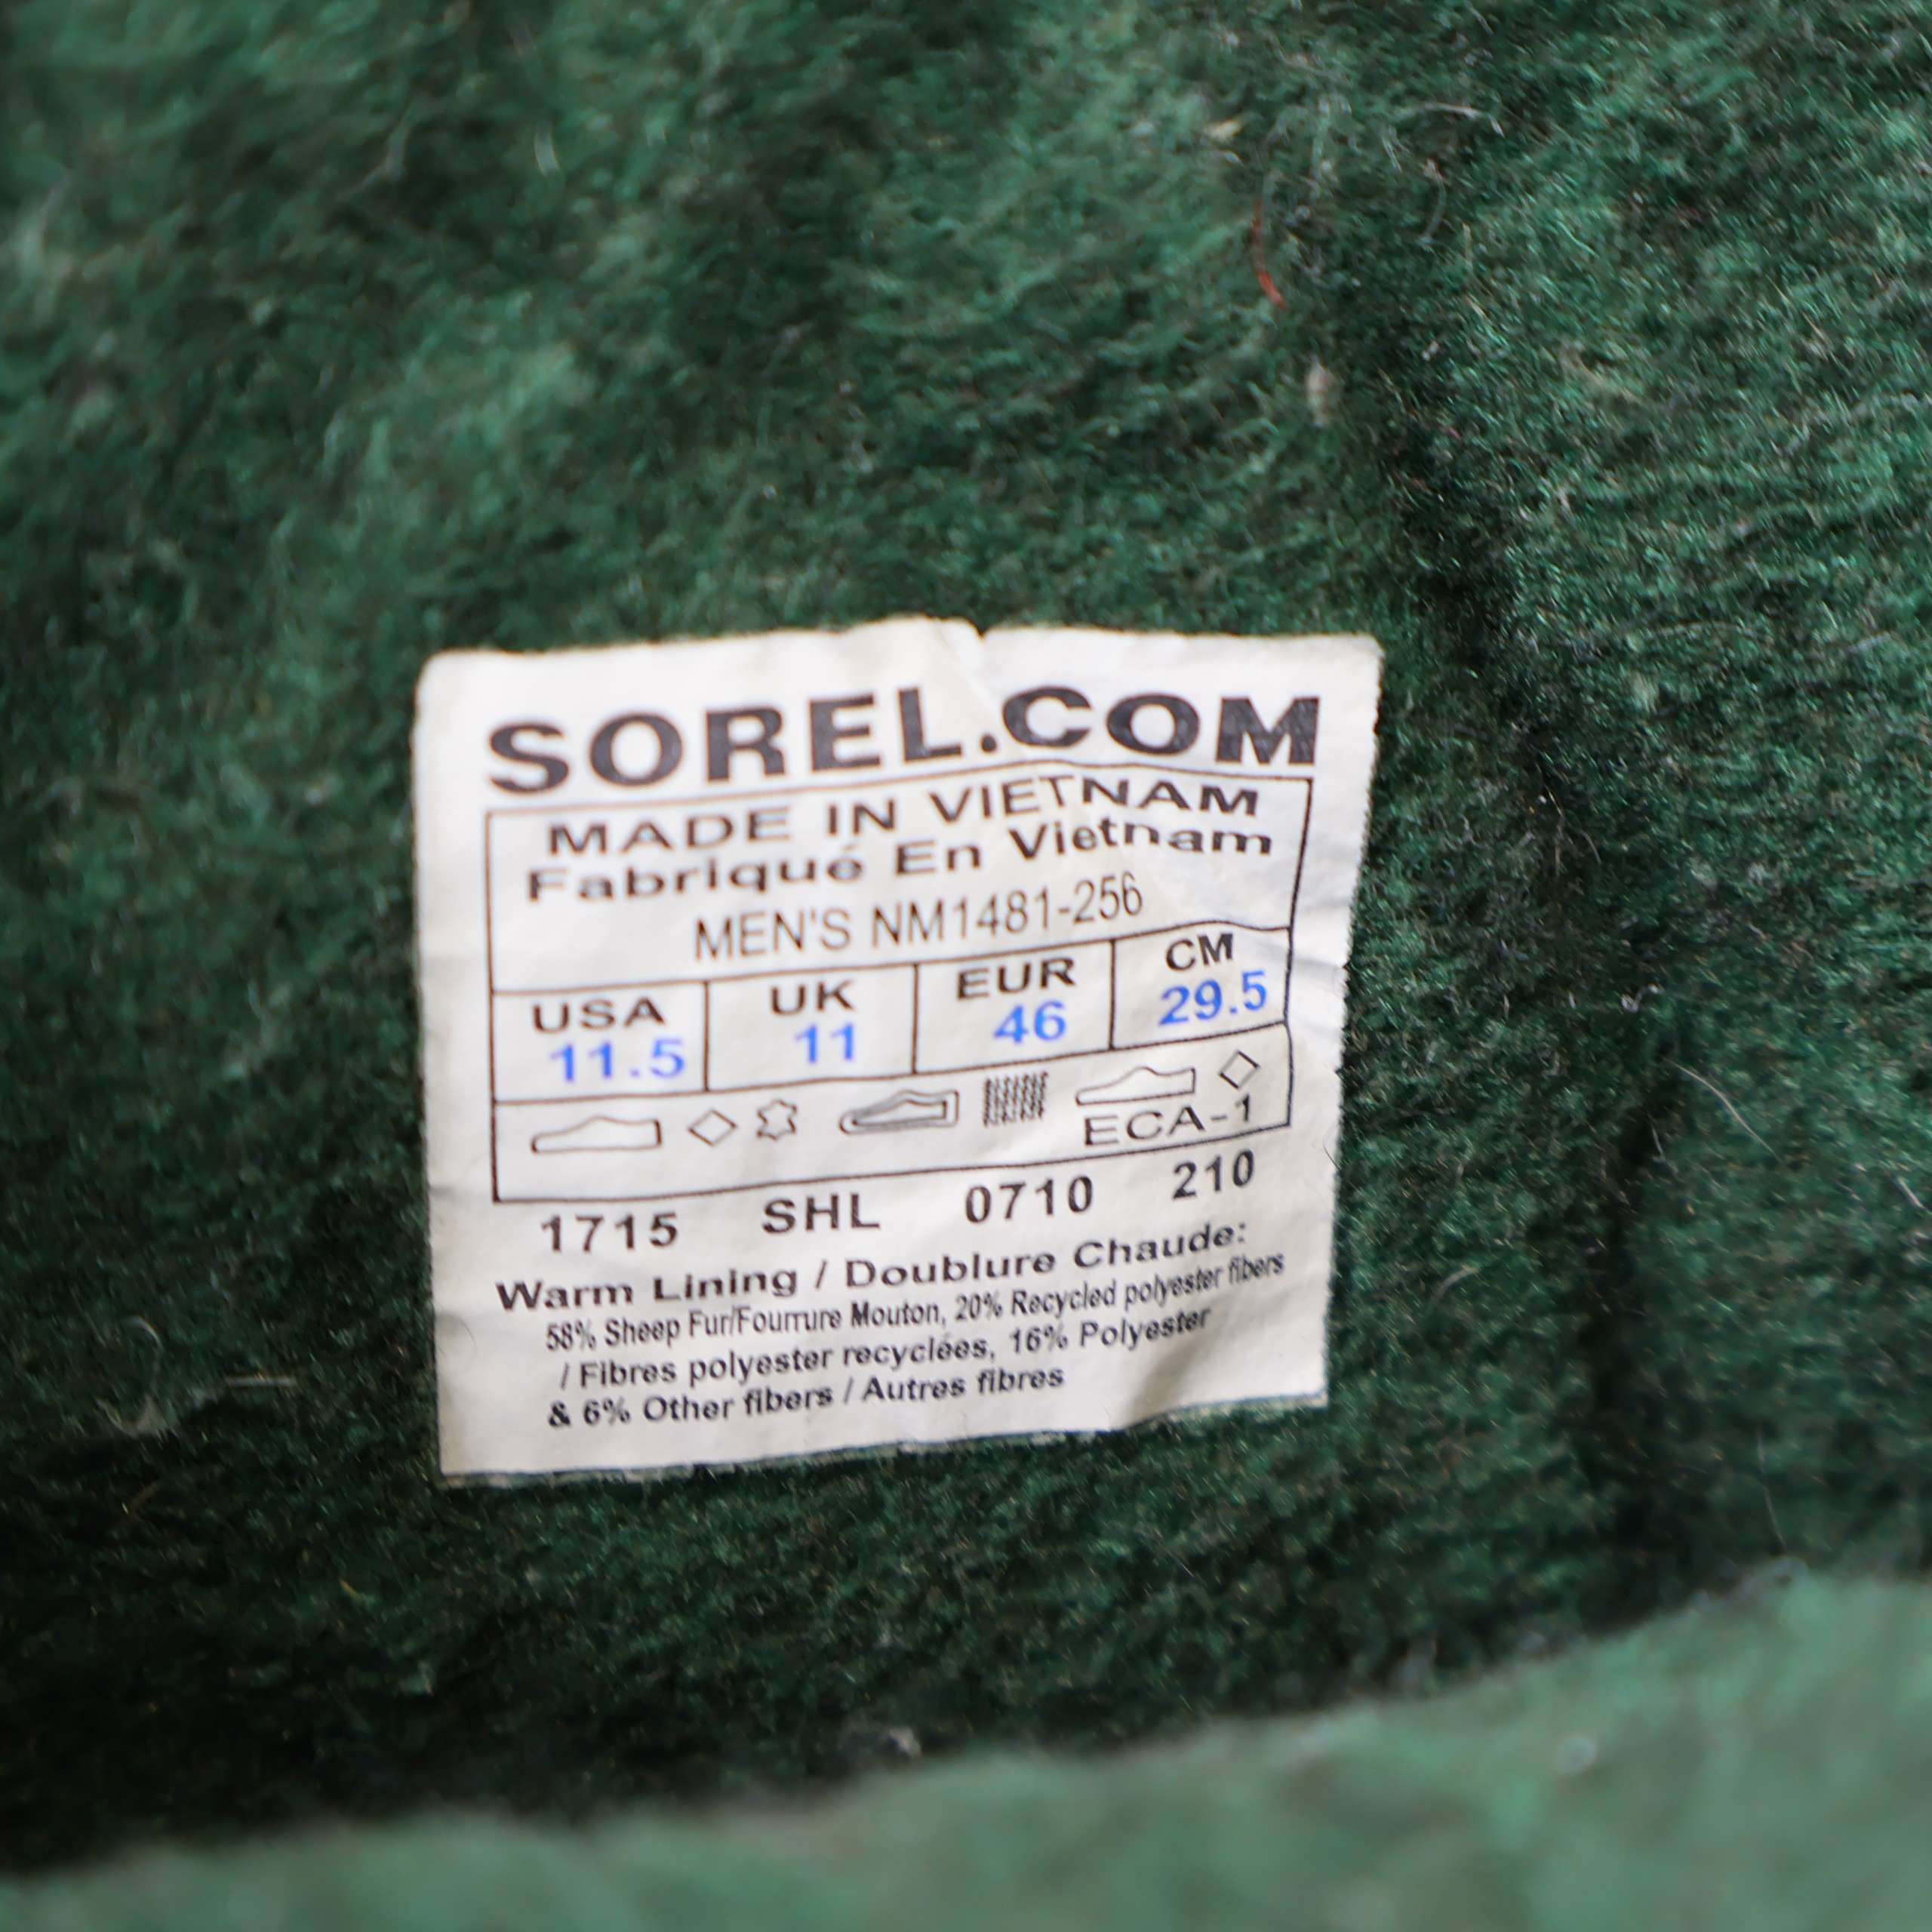 SOREL.COM
MADE IN VIETNAM
Fabriqué En Vietnam
MEN'S NM1481-256
USA UK EUR CM
11.5 11 46 29.5
ECA-1
1715 SHL 0710 210
Warm Lining / Doublure Chaude:
58% Sheep Fur/Fourrure Mouton, 20% Recycled polyester fibers
/ Fibres polyester recyclées, 16% Polyester
& 6% Other fibers / Autres fibres